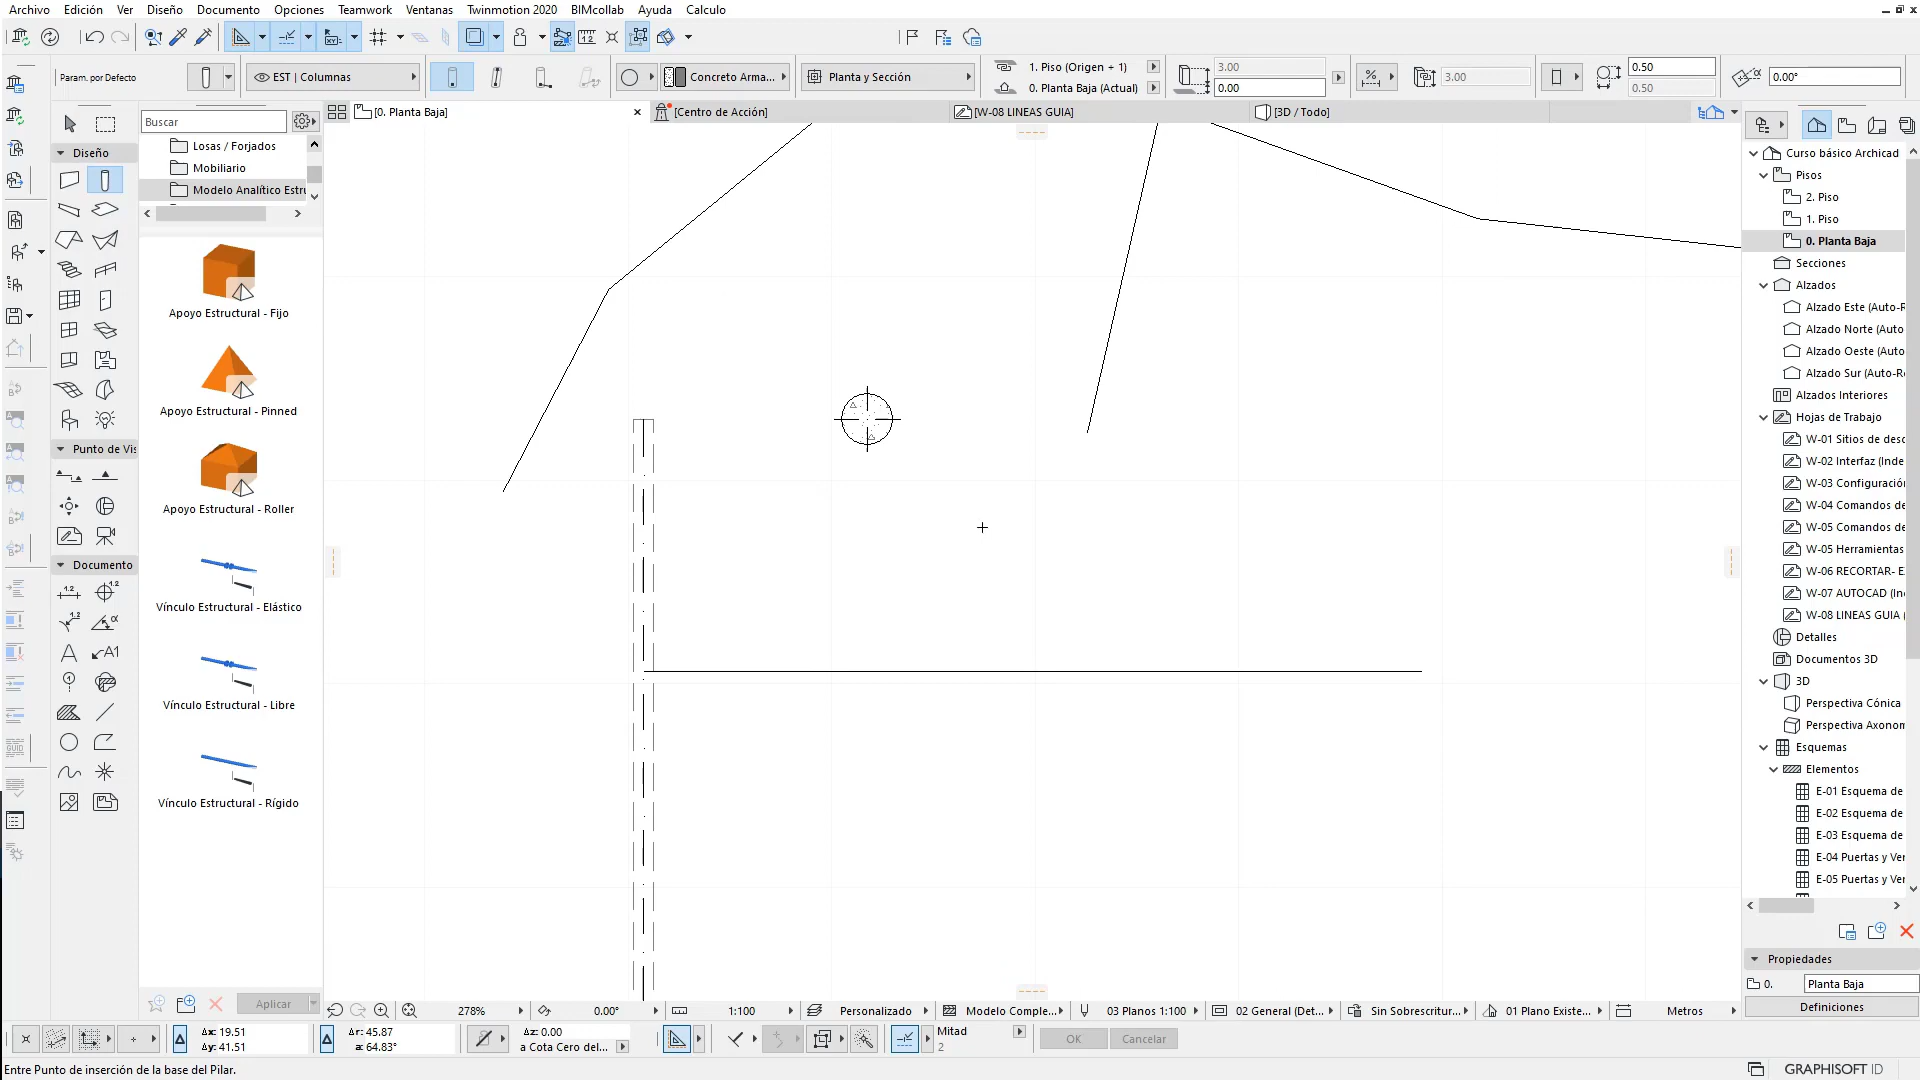 Archivo Edición Ver Diseño Documento Opciones Teamwork Ventanas Twinmotion 2020 BIMcollab Ayuda Calculo
Param. por Defecto
EST | Columnas
Concreto Arma...
Planta y Sección
1. Piso (Origen + 1)
0. Planta Baja (Actual)
3.00
0.00
3.00
0.50
0.50
0.00°
Buscar
[0. Planta Baja]
[Centro de Acción]
[W-08 LINEAS GUIA]
[3D / Todo]
Diseño
Losas / Forjados
Mobiliario
Modelo Analítico Estru
Apoyo Estructural - Fijo
Apoyo Estructural - Pinned
Apoyo Estructural - Roller
Vínculo Estructural - Elástico
Vínculo Estructural - Libre
Vínculo Estructural - Rígido
Aplicar
Punto de Vis
Documento
Curso básico Archicad
Pisos
2. Piso
1. Piso
0. Planta Baja
Secciones
Alzados
Alzado Este (Auto-R
Alzado Norte (Auto
Alzado Oeste (Auto
Alzado Sur (Auto-Re
Alzados Interiores
Hojas de Trabajo
W-01 Sitios de desc
W-02 Interfaz (Inde
W-03 Configuración
W-04 Comandos de
W-05 Comandos de
W-05 Herramientas
W-06 RECORTAR- E
W-07 AUTOCAD (In
W-08 LINEAS GUIA (
Detalles
Documentos 3D
3D
Perspectiva Cónica
Perspectiva Axonom
Esquemas
Elementos
E-01 Esquema de
E-02 Esquema de
E-03 Esquema de
E-04 Puertas y Ver
E-05 Puertas y Ver
Propiedades
0. Planta Baja
Definiciones
278% 0.00° 1:100 Personalizado Modelo Comple... 03 Planos 1:100 02 General (Det... Sin Sobrescritur... 01 Plano Existe... Metros
Δx: 19.51
Δy: 41.51
Δr: 45.87
a: 64.83°
Δz: 0.00
a Cota Cero del...
Mitad
2
OK
Cancelar
Entre Punto de inserción de la base del Pilar.
GRAPHISOFT ID